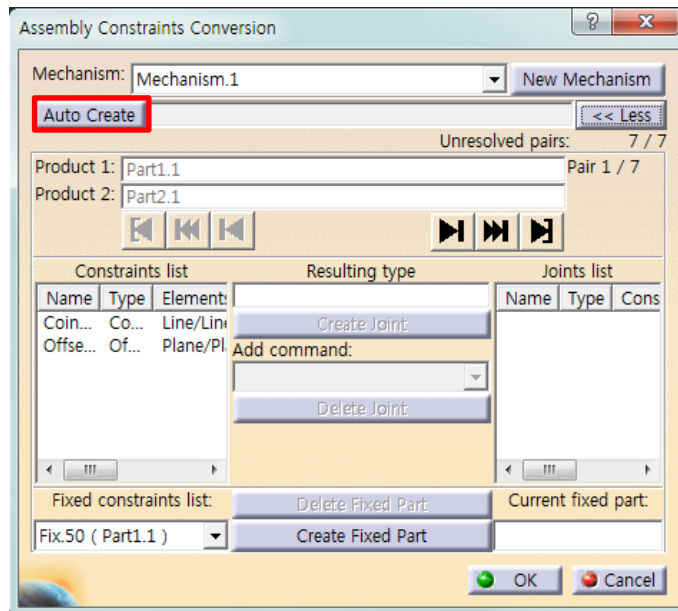 Assembly Constraints Conversion
Mechanism: Mechanism.1 New Mechanism
Auto Create << Less
Unresolved pairs: 7 / 7
Product 1: Part1.1 Pair 1 / 7
Product 2: Part2.1
Constraints list Resulting type Joints list
Name Type Elements Name Type Cons
Coin... Co... Line/Line Create Joint
Offse... Of... Plane/Pl Add command:
Delete Joint
Fixed constraints list: Delete Fixed Part Current fixed part:
Fix.50 ( Part1.1 ) Create Fixed Part
OK Cancel